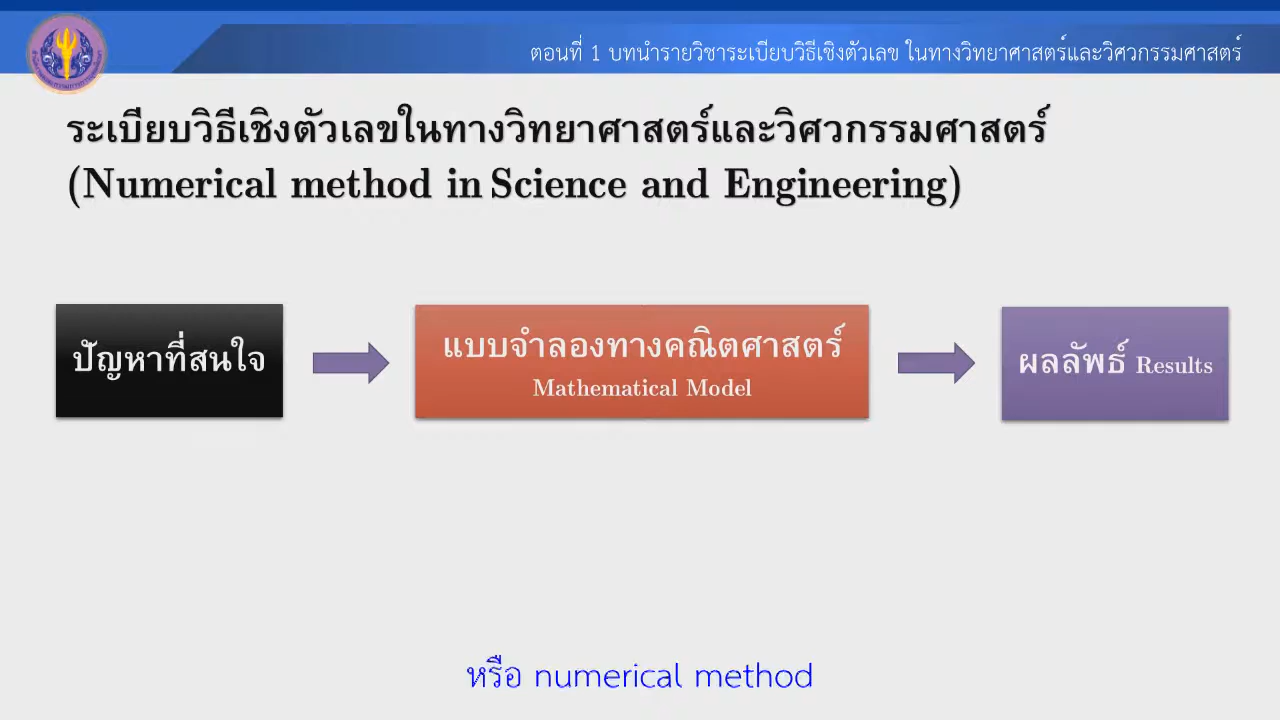 ตอนที่ 1 บทนำรายวิชาระเบียบวิธีเชิงตัวเลข ในทางวิทยาศาสตร์และวิศวกรรมศาสตร์
ระเบียบวิธีเชิงตัวเลขในทางวิทยาศาสตร์และวิศวกรรมศาสตร์
(Numerical method in Science and Engineering)
ปัญหาที่สนใจ
แบบจำลองทางคณิตศาสตร์
Mathematical Model
ผลลัพธ์ Results
หรือ numerical method